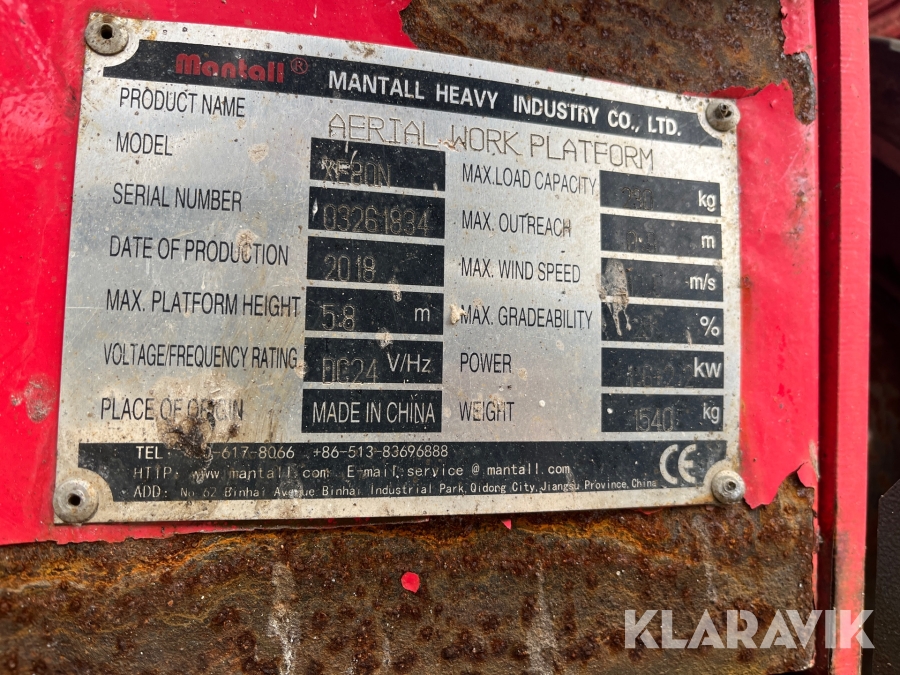 Mantall® MANTALL HEAVY INDUSTRY CO., LTD.
PRODUCT NAME AERIAL WORK PLATFORM
MODEL XE80N
SERIAL NUMBER 03261834
DATE OF PRODUCTION 2018
MAX. PLATFORM HEIGHT 5.8 m
VOLTAGE/FREQUENCY RATING DC24 V/Hz
PLACE OF ORIGIN MADE IN CHINA
MAX.LOAD CAPACITY kg
MAX. OUTREACH m
MAX. WIND SPEED m/s
MAX. GRADEABILITY %
POWER kw
WEIGHT 1540 kg
TEL: -617-8066 +86-513-83696888
HTTP: www.mantall.com E-mail:service @ mantall.com
ADD: No.62 Binhai Avenue Binhai Industrial Park, Qidong City, Jiangsu Province, China
CE
KLARAVIK